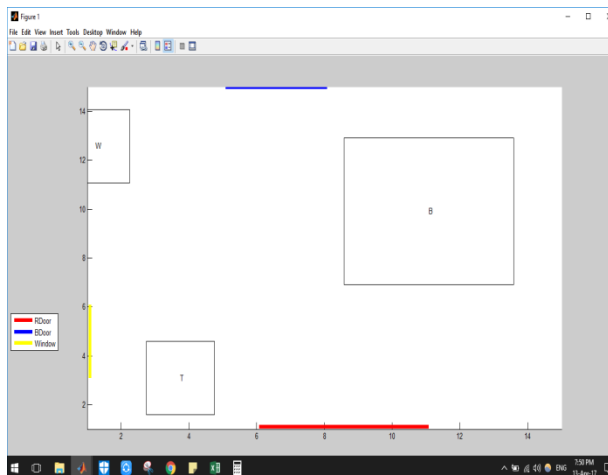 Figure 1
File Edit View Insert Tools Desktop Window Help
14
12
10
8
6
4
2
W
B
T
RDoor
BDoor
Window
2 4 6 8 10 12 14
ENG
7:50 PM